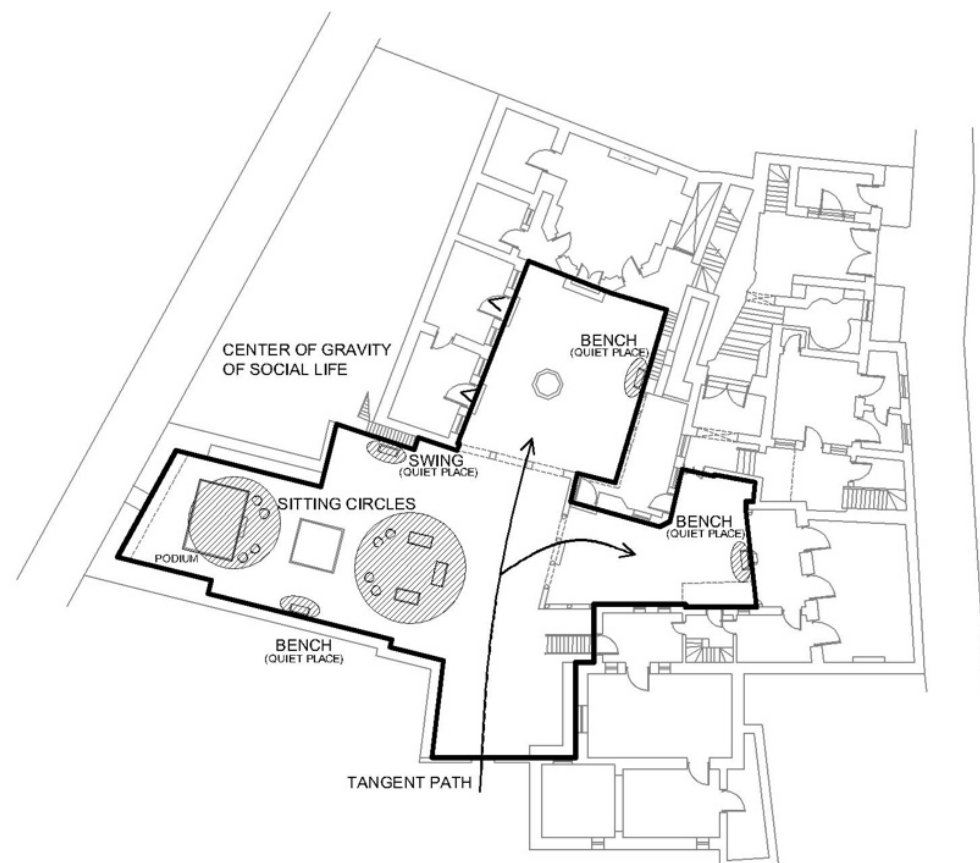 BENCH
(QUIET PLACE)
CENTER OF GRAVITY
OF SOCIAL LIFE
SWING
(QUIET PLACE)
SITTING CIRCLES
BENCH
(QUIET PLACE)
PODIUM
BENCH
(QUIET PLACE)
TANGENT PATH